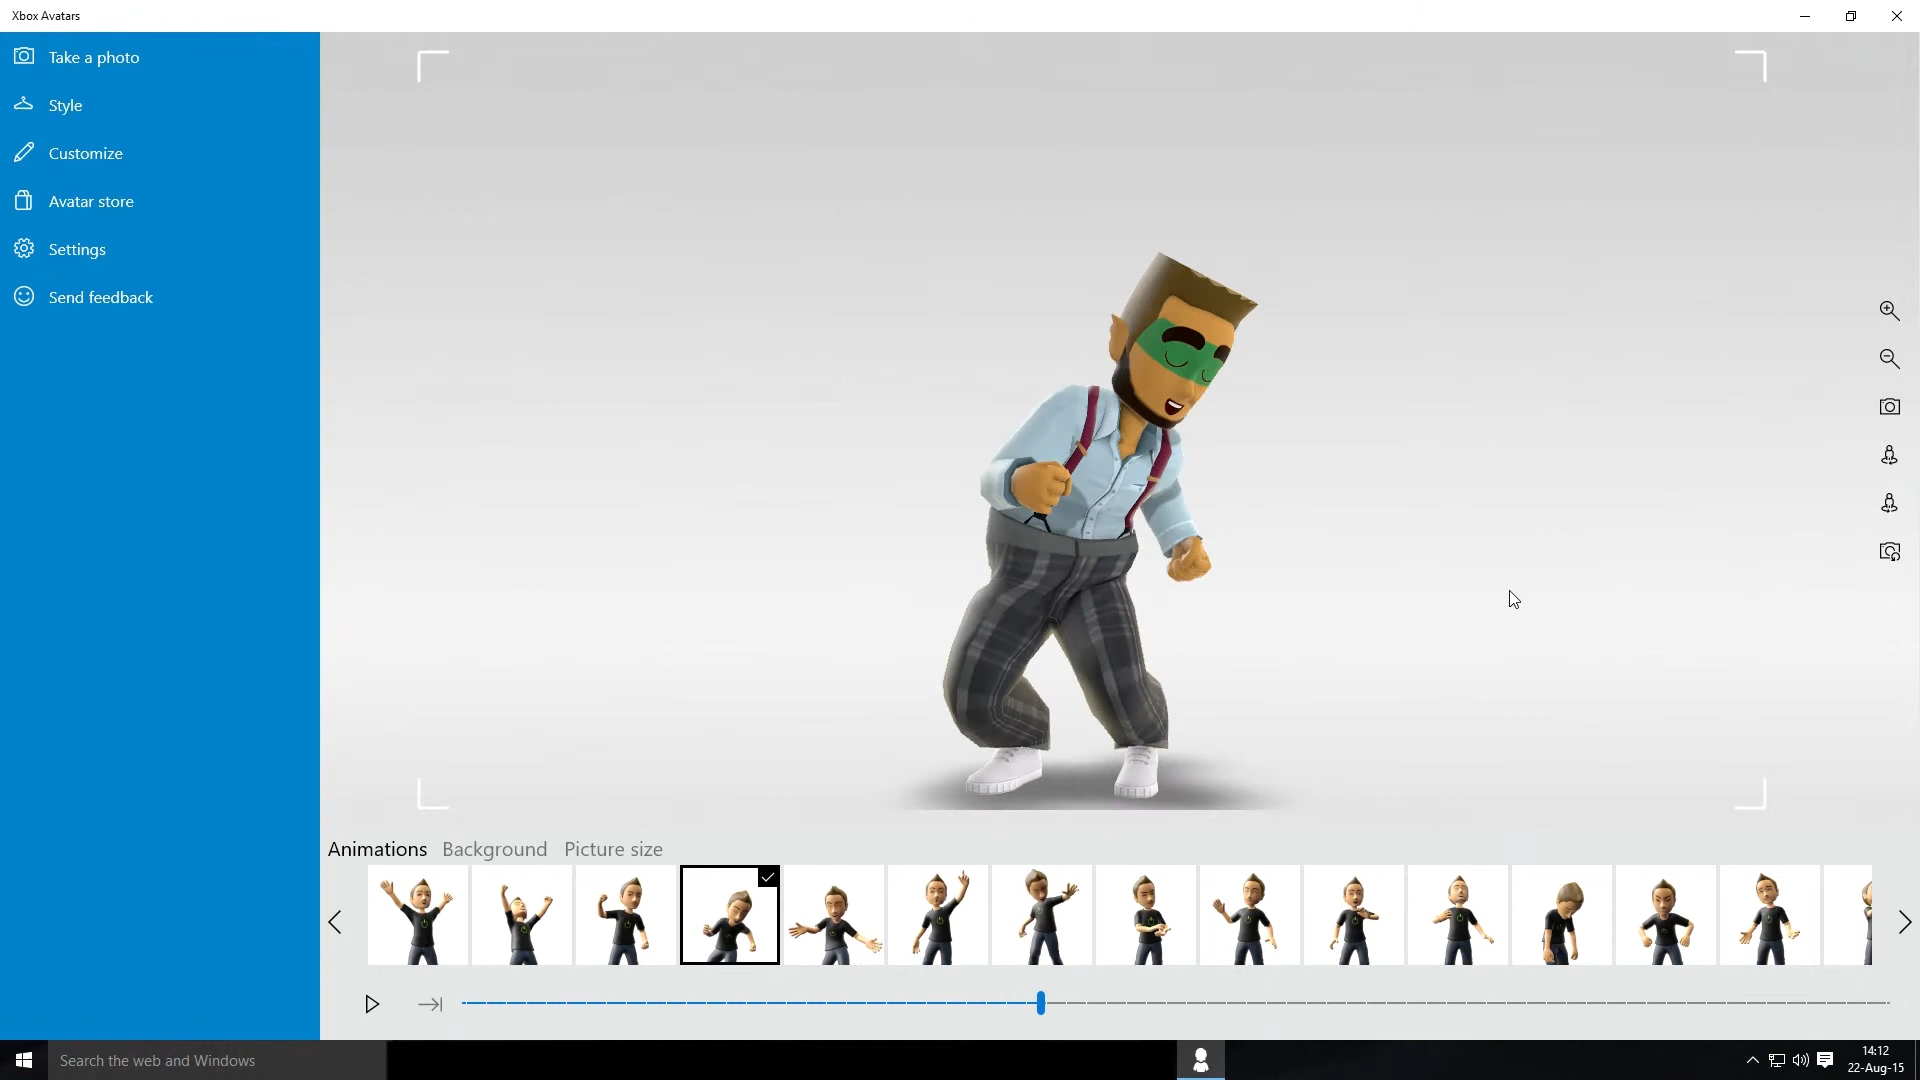 Xbox Avatars
Take a photo
Style
Customize
Avatar store
Settings
Send feedback
Animations Background Picture size
Search the web and Windows
14:12
22-Aug-15